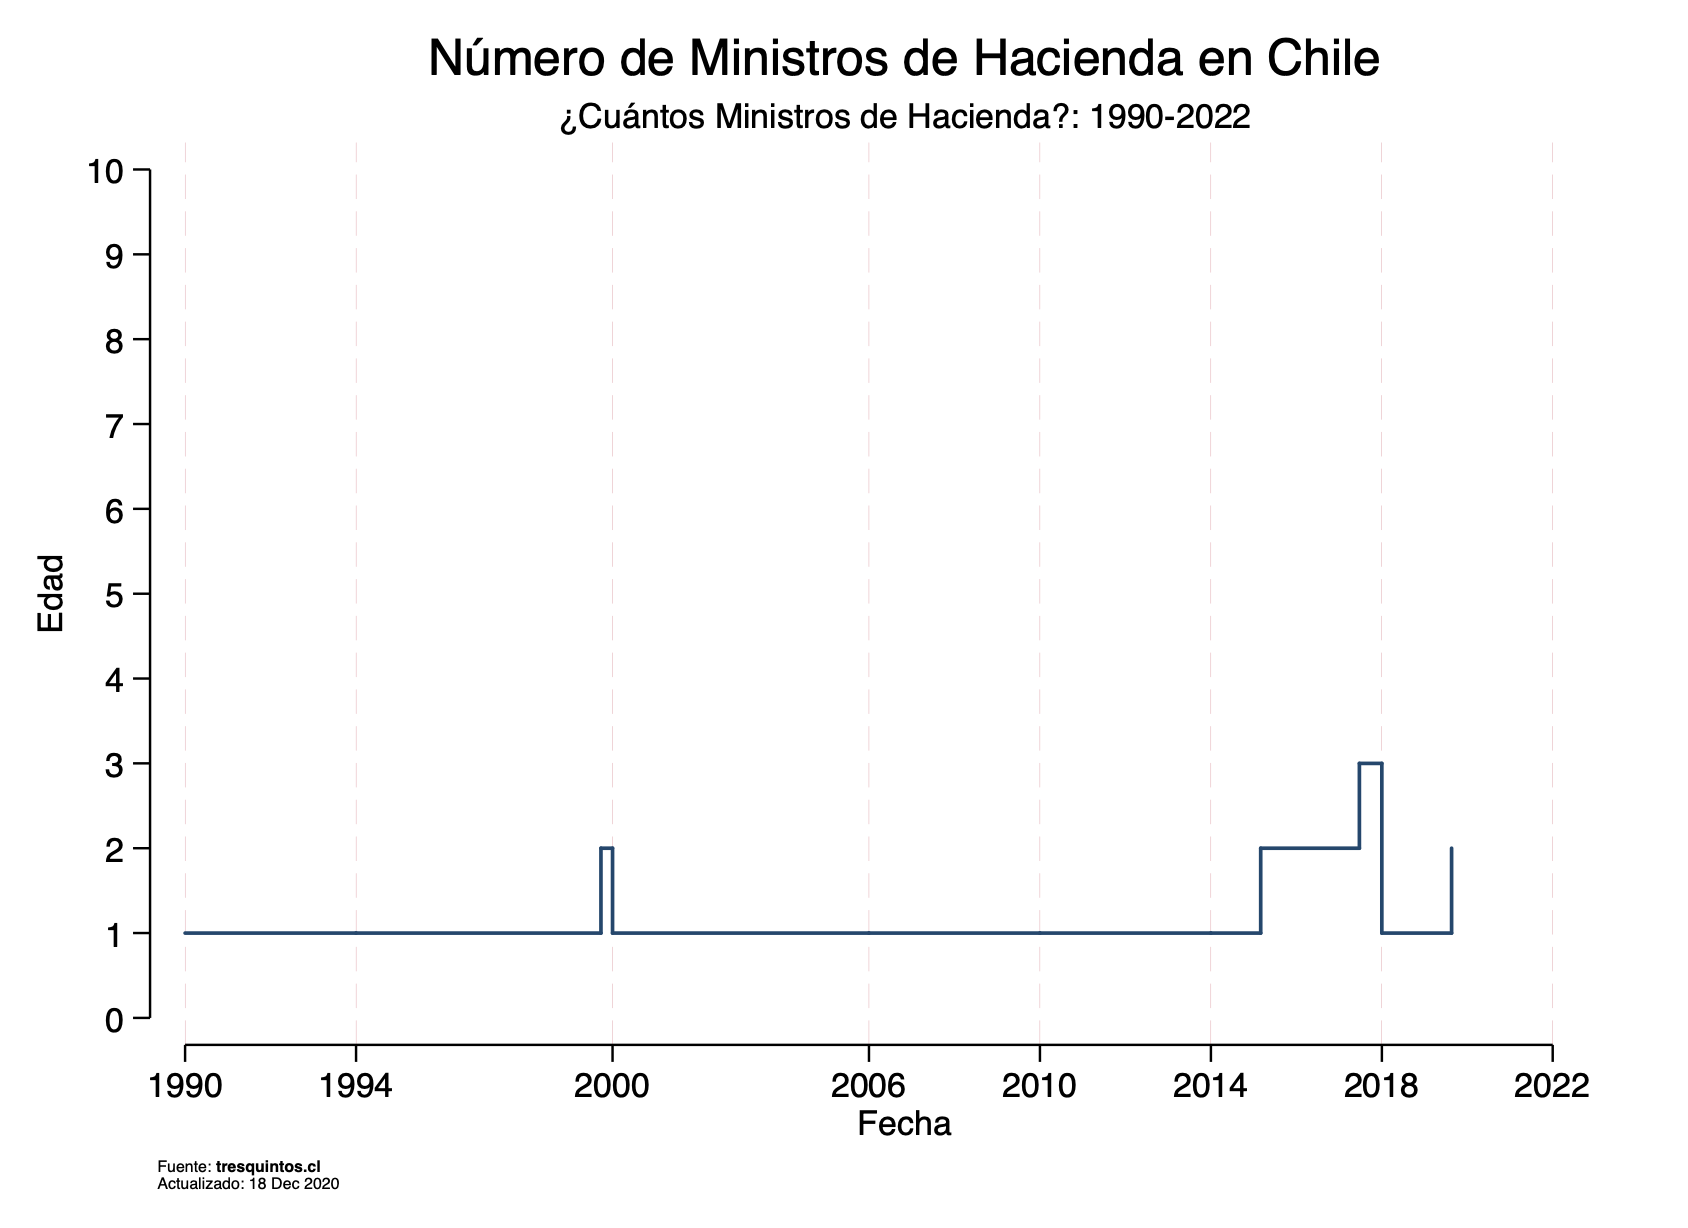 Número de Ministros de Hacienda en Chile
¿Cuántos Ministros de Hacienda?: 1990-2022
10
9
8
7
6
5
4
3
2
1
0
Edad
1990 1994 2000 2006 2010 2014 2018 2022
Fecha
Fuente: tresquintos.cl
Actualizado: 18 Dec 2020